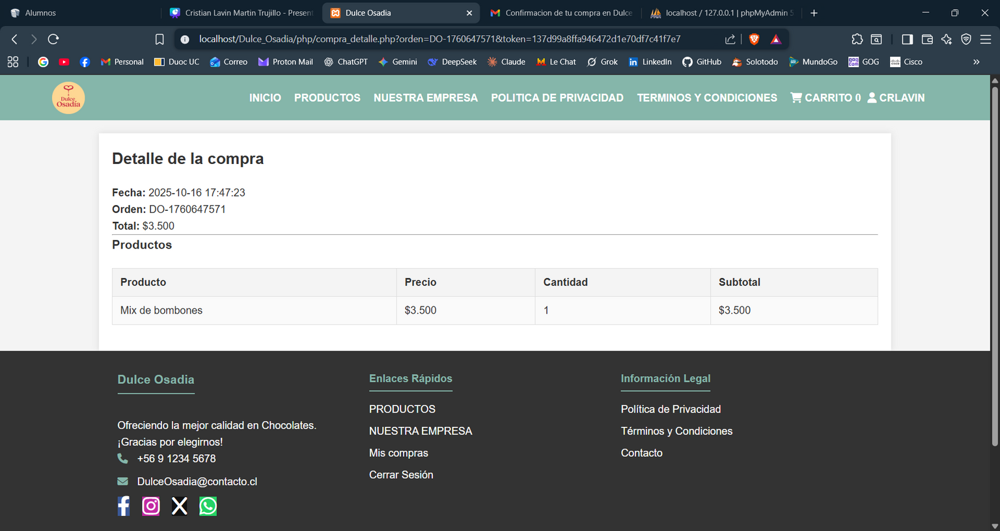 Alumnos
Cristian Lavin Martin Trujillo - Present
Dulce Osadia
Confirmacion de tu compra en Dulce
localhost / 127.0.0.1 | phpMyAdmin 5
localhost/Dulce_Osadia/php/compra_detalle.php?orden=DO-1760647571&token=137d99a8ffa946472d1e70df7c41f7e7
Personal
Duoc UC
Correo
Proton Mail
ChatGPT
Gemini
DeepSeek
Claude
Le Chat
Grok
LinkedIn
GitHub
Solotodo
MundoGo
GOG
Cisco
Dulce
Osadía
INICIO
PRODUCTOS
NUESTRA EMPRESA
POLITICA DE PRIVACIDAD
TERMINOS Y CONDICIONES
CARRITO 0
CRLAVIN
Detalle de la compra
Fecha: 2025-10-16 17:47:23
Orden: DO-1760647571
Total: $3.500
Productos
Producto Precio Cantidad Subtotal
Mix de bombones $3.500 1 $3.500
Dulce Osadia
Ofreciendo la mejor calidad en Chocolates.
¡Gracias por elegirnos!
+56 9 1234 5678
DulceOsadia@contacto.cl
Enlaces Rápidos
PRODUCTOS
NUESTRA EMPRESA
Mis compras
Cerrar Sesión
Información Legal
Política de Privacidad
Términos y Condiciones
Contacto